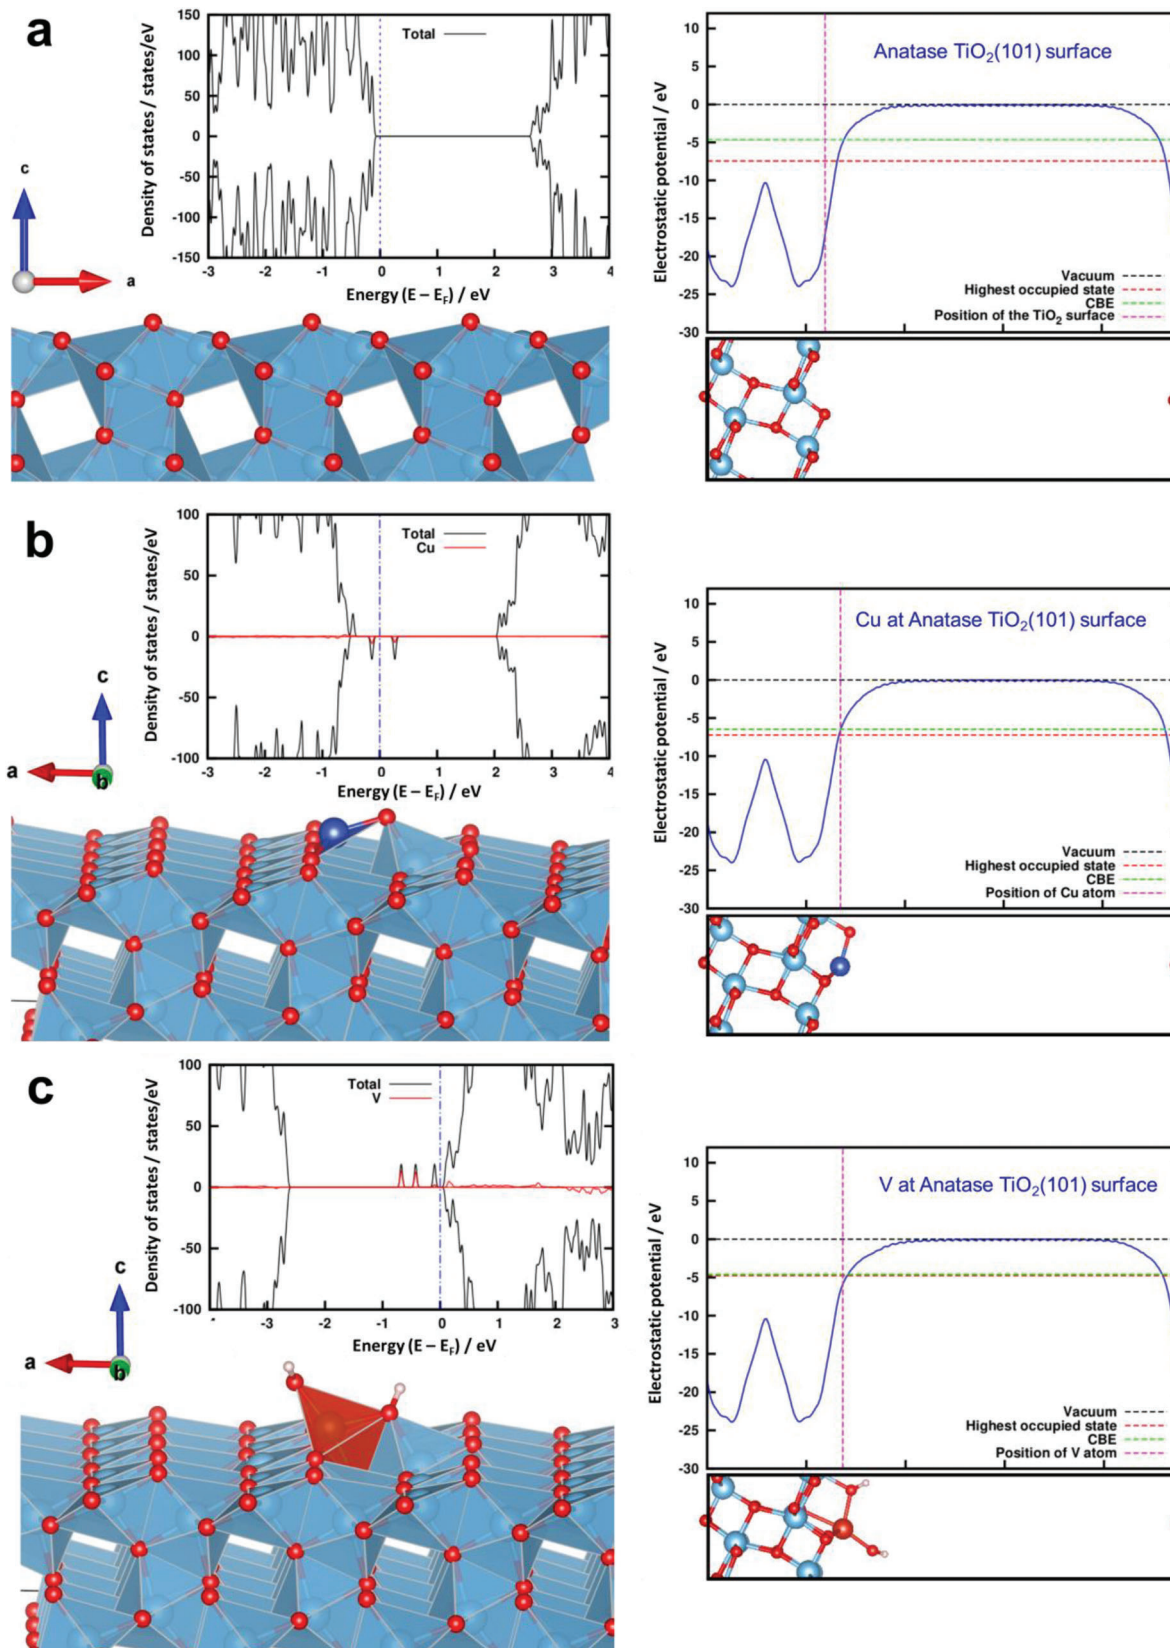 a
Total
150
100
50
0
-50
-100
-150
Density of states / states/eV
-3 -2 -1 0 1 2 3 4
Energy (E – E_F) / eV
c
a
Anatase TiO₂(101) surface
10
5
0
-5
-10
-15
-20
-25
-30
Electrostatic potential / eV
Vacuum
Highest occupied state
CBE
Position of the TiO₂ surface
b
Total
Cu
100
50
0
-50
-100
Density of states / states/eV
-3 -2 -1 0 1 2 3 4
Energy (E – E_F) / eV
c
a
b
Cu at Anatase TiO₂(101) surface
10
5
0
-5
-10
-15
-20
-25
-30
Electrostatic potential / eV
Vacuum
Highest occupied state
CBE
Position of Cu atom
c
Total
V
100
50
0
-50
-100
Density of states / states/eV
-3 -2 -1 0 1 2 3
Energy (E – E_F) / eV
c
a
b
V at Anatase TiO₂(101) surface
10
5
0
-5
-10
-15
-20
-25
-30
Electrostatic potential / eV
Vacuum
Highest occupied state
CBE
Position of V atom